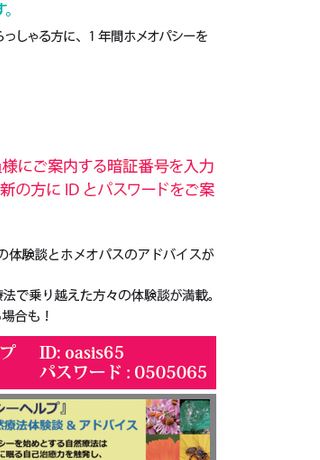 す。
らっしゃる方に、1年間ホメオパシーを
様にご案内する暗証番号を入力
新の方に ID とパスワードをご案
の体験談とホメオパスのアドバイスが
療法で乗り越えた方々の体験談が満載。
場合も！
プ ID: oasis65
パスワード : 0505065
シーヘルプ』
然療法体験談 & アドバイス
シーを始めとする自然療法は
に眠る自己治癒力を触発し、